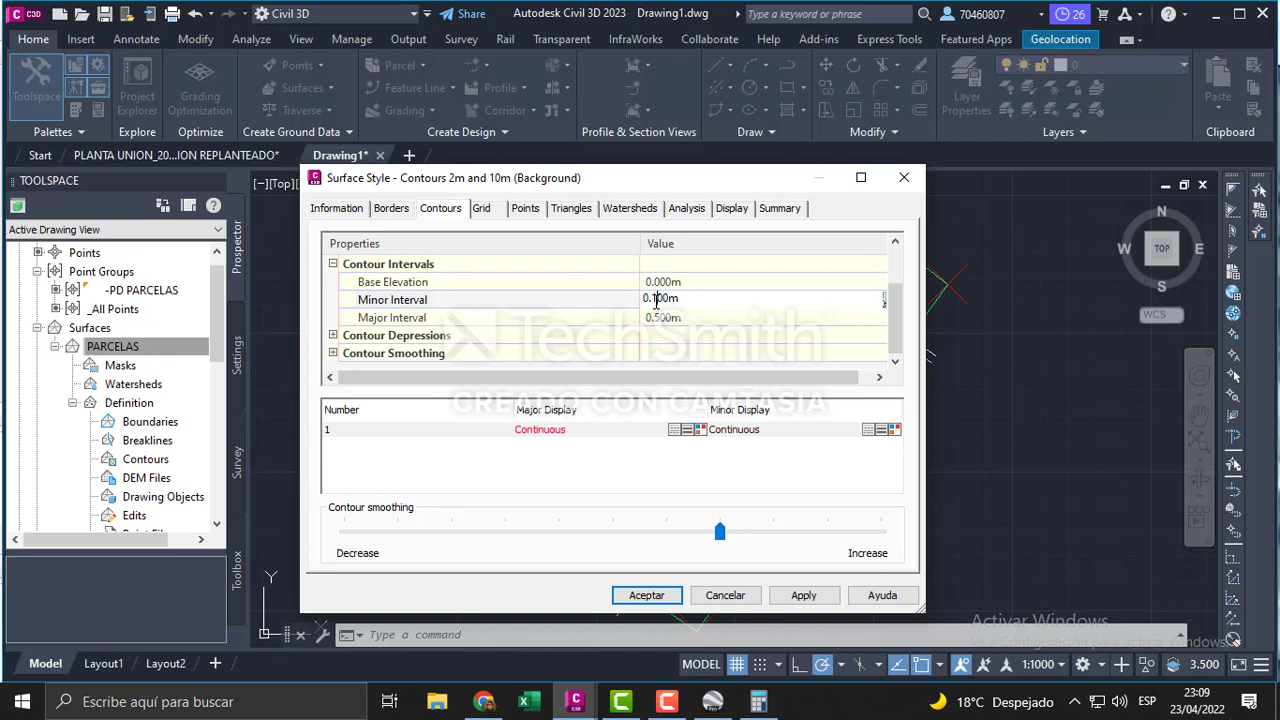 Civil 3D
Share
Autodesk Civil 3D 2023 Drawing1.dwg
Type a keyword or phrase
70460807
26
Home Insert Annotate Modify Analyze View Manage Output Survey Rail Transparent InfraWorks Collaborate Help Add-ins Express Tools Featured Apps Geolocation
Toolspace
Project
Explorer
Grading
Optimization
Points
Surfaces
Traverse
Parcel
Feature Line
Grading
Alignment
Profile
Corridor
Layer
Properties
0
Paste
Palettes Explore Optimize Create Ground Data Create Design Profile & Section Views Draw Modify Layers Clipboard
Start PLANTA UNION_20...ION REPLANTEADO* Drawing1*
TOOLSPACE
Active Drawing View
Points
Point Groups
-PD PARCELAS
_All Points
Surfaces
PARCELAS
Masks
Watersheds
Definition
Boundaries
Breaklines
Contours
DEM Files
Drawing Objects
Edits
Prospector
Settings
Survey
Toolbox
[−][Top]
Surface Style - Contours 2m and 10m (Background)
Information Borders Contours Grid Points Triangles Watersheds Analysis Display Summary
Properties Value
Contour Intervals
Base Elevation 0.000m
Minor Interval 0.100m
Major Interval 0.500m
Contour Depressions
Contour Smoothing
TechSmith
CREADO CON CAMTASIA
Number Major Display Minor Display
1 Continuous Continuous
Contour smoothing
Decrease Increase
Aceptar Cancelar Apply Ayuda
N
W TOP E
S
WCS
Y
Type a command
Activar Windows
Ve a Configuración para activar Windows.
Model Layout1 Layout2 MODEL 1:1000 3.500
Escribe aquí para buscar
18°C Despejado ESP
23:09
23/04/2022